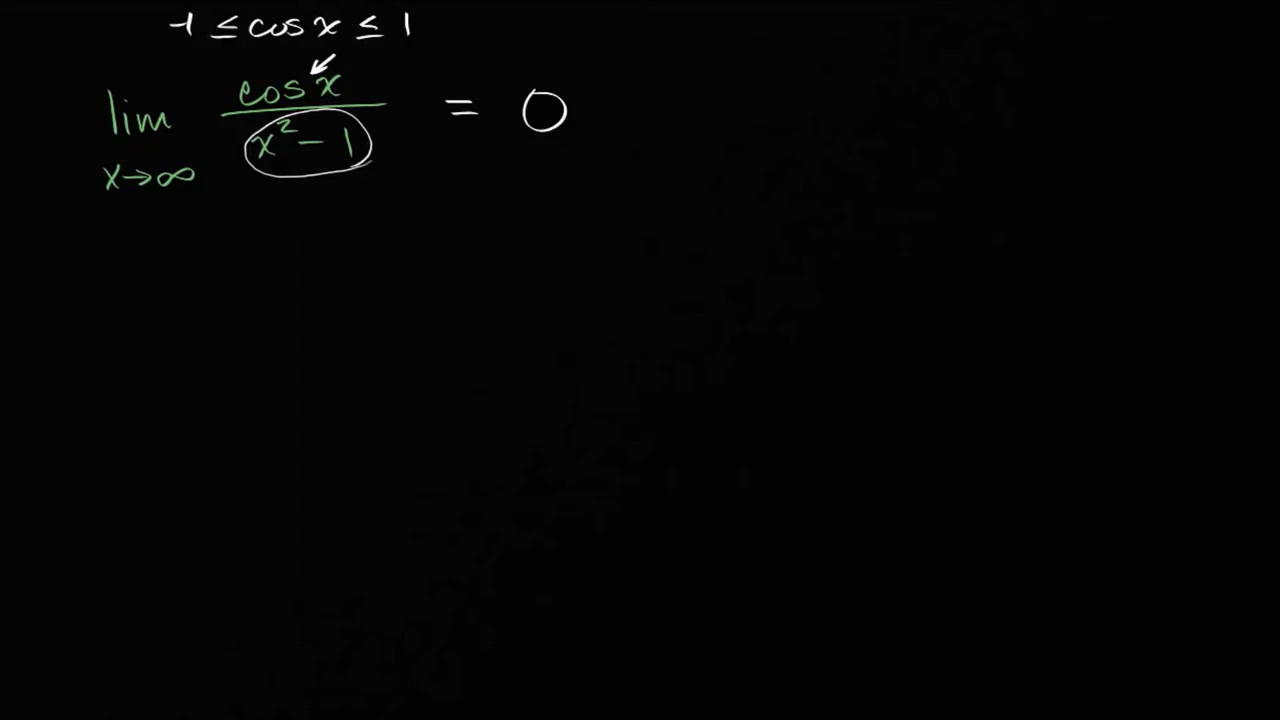 -1 ≤ cos x ≤ 1
lim x→∞ cos x / x² - 1 = 0